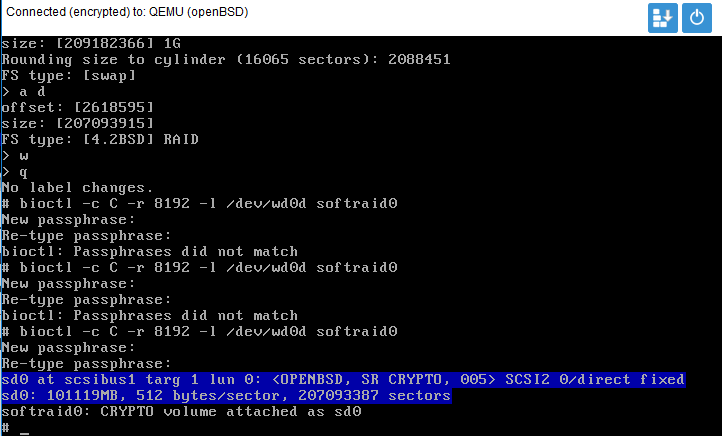 Connected (encrypted) to: QEMU (openBSD)
size: [209182366] 1G
Rounding size to cylinder (16065 sectors): 2088451
FS type: [swap]
> a d
offset: [2618595]
size: [207093915]
FS type: [4.2BSD] RAID
> w
> q
No label changes.
# bioctl -c C -r 8192 -l /dev/wd0d softraid0
New passphrase:
Re-type passphrase:
bioctl: Passphrases did not match
# bioctl -c C -r 8192 -l /dev/wd0d softraid0
New passphrase:
Re-type passphrase:
bioctl: Passphrases did not match
# bioctl -c C -r 8192 -l /dev/wd0d softraid0
New passphrase:
Re-type passphrase:
sd0 at scsibus1 targ 1 lun 0: <OPENBSD, SR CRYPTO, 005> SCSI2 0/direct fixed
sd0: 101119MB, 512 bytes/sector, 207093387 sectors
softraid0: CRYPTO volume attached as sd0
# _